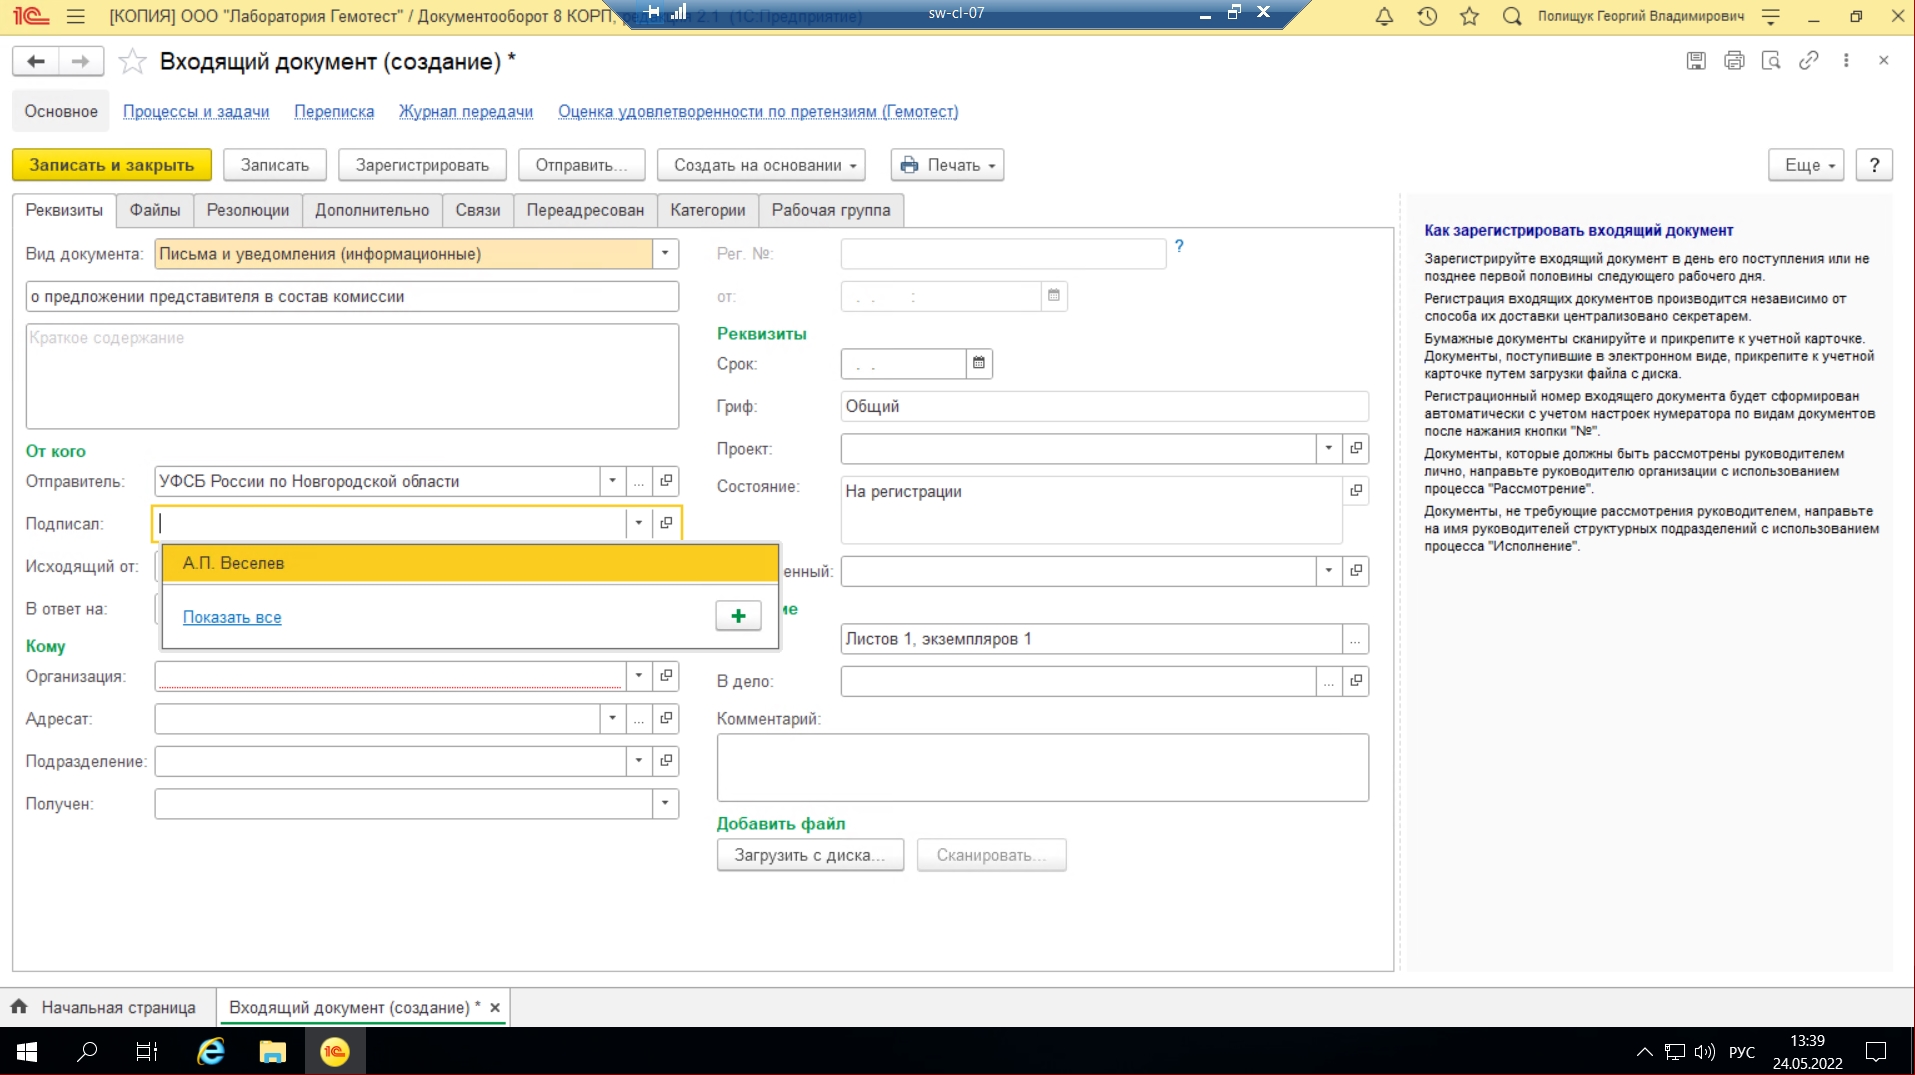 [КОПИЯ] ООО "Лаборатория Гемотест" / Документооборот 8 КОРП, редакция 2.1 (1С:Предприятие)
sw-cl-07
Полищук Георгий Владимирович
Входящий документ (создание) *
Основное
Процессы и задачи
Переписка
Журнал передачи
Оценка удовлетворенности по претензиям (Гемотест)
Записать и закрыть
Записать
Зарегистрировать
Отправить...
Создать на основании
Печать
Еще
?
Реквизиты
Файлы
Резолюции
Дополнительно
Связи
Переадресован
Категории
Рабочая группа
Вид документа: Письма и уведомления (информационные)
о предложении представителя в состав комиссии
Краткое содержание
От кого
Отправитель: УФСБ России по Новгородской области
Подписал:
А.П. Веселев
Показать все
Исходящий от:
В ответ на:
Кому
Организация:
Адресат:
Подразделение:
Получен:
Рег. №:
?
от: . . :
Реквизиты
Срок: . .
Гриф: Общий
Проект:
Состояние: На регистрации
енный:
ие
Листов 1, экземпляров 1
В дело:
Комментарий:
Добавить файл
Загрузить с диска...
Сканировать...
Как зарегистрировать входящий документ
Зарегистрируйте входящий документ в день его поступления или не
позднее первой половины следующего рабочего дня.
Регистрация входящих документов производится независимо от
способа их доставки централизовано секретарем.
Бумажные документы сканируйте и прикрепите к учетной карточке.
Документы, поступившие в электронном виде, прикрепите к учетной
карточке путем загрузки файла с диска.
Регистрационный номер входящего документа будет сформирован
автоматически с учетом настроек нумератора по видам документов
после нажания кнопки "№".
Документы, которые должны быть рассмотрены руководителем
лично, направьте руководителю организации с использованием
процесса "Рассмотрение".
Документы, не требующие рассмотрения руководителем, направьте
на имя руководителей структурных подразделений с использованием
процесса "Исполнение".
Начальная страница
Входящий документ (создание) *
РУС
13:39
24.05.2022